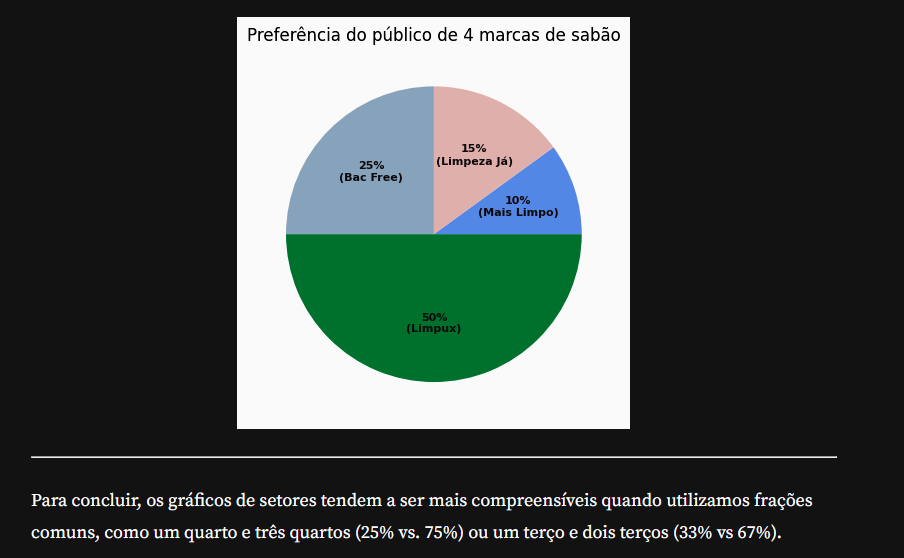 Preferência do público de 4 marcas de sabão
15%
(Limpeza Já)
25%
(Bac Free)
10%
(Mais Limpo)
50%
(Limpux)
Para concluir, os gráficos de setores tendem a ser mais compreensíveis quando utilizamos frações
comuns, como um quarto e três quartos (25% vs. 75%) ou um terço e dois terços (33% vs 67%).